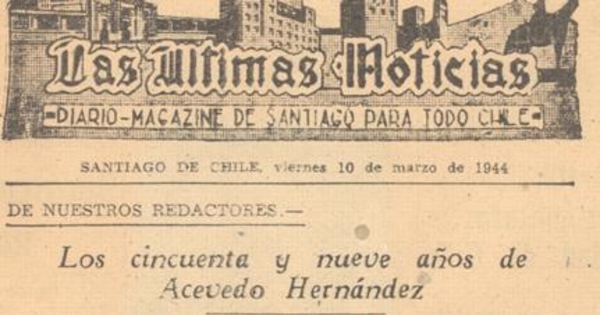 Las Ultimas Noticias
-DIARIO-MAGAZINE DE SANTIAGO PARA TODO CHILE-
SANTIAGO DE CHILE, viernes 10 de marzo de 1944
DE NUESTROS REDACTORES.—
Los cincuenta y nueve años de
Acevedo Hernández